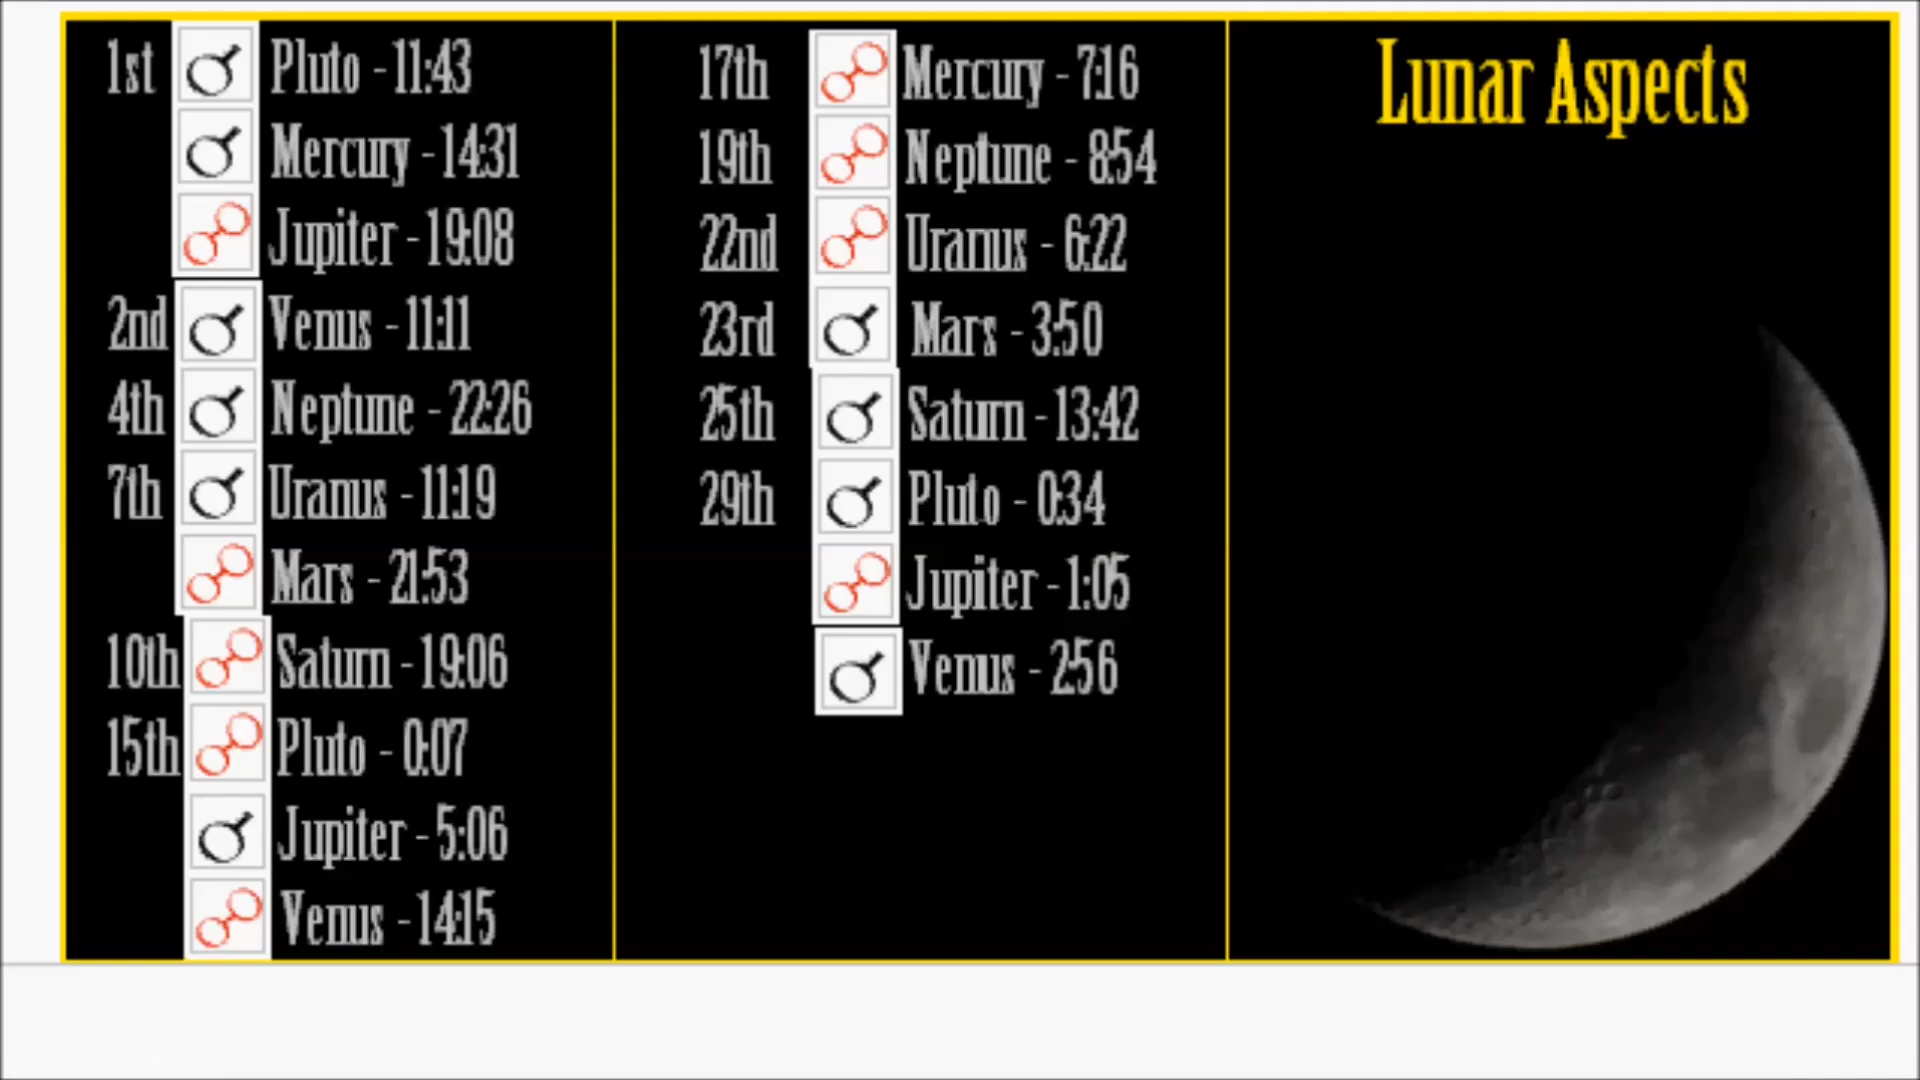 1st ☌ Pluto - 11:43
☌ Mercury - 14:31
☍ Jupiter - 19:08
2nd ☌ Venus - 11:11
4th ☌ Neptune - 22:26
7th ☌ Uranus - 11:19
☍ Mars - 21:53
10th ☍ Saturn - 19:06
15th ☍ Pluto - 0:07
☌ Jupiter - 5:06
☍ Venus - 14:15
17th ☍ Mercury - 7:16
19th ☍ Neptune - 8:54
22nd ☍ Uranus - 6:22
23rd ☌ Mars - 3:50
25th ☌ Saturn - 13:42
29th ☌ Pluto - 0:34
☍ Jupiter - 1:05
☌ Venus - 2:56
Lunar Aspects